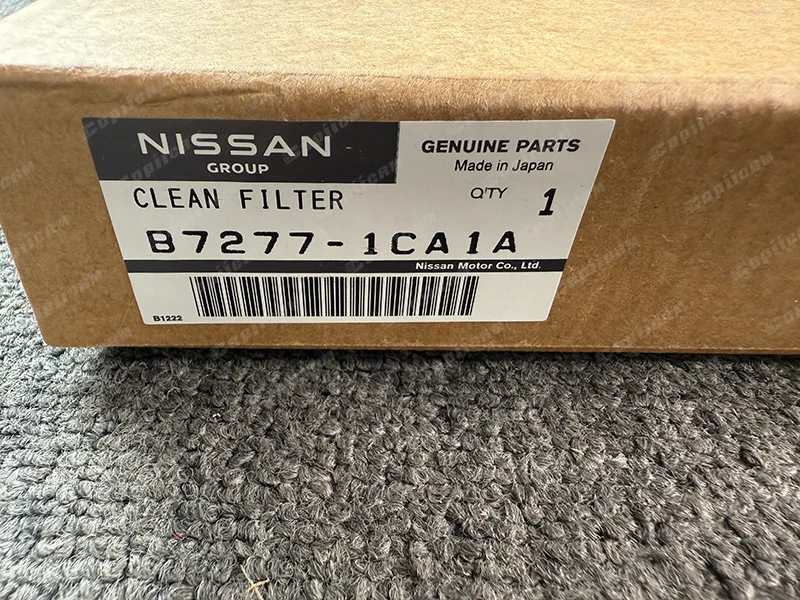 NISSAN
GROUP
GENUINE PARTS
Made in Japan
CLEAN FILTER
Q'TY 1
B7277-1CA1A
Nissan Motor Co., Ltd.
B1222